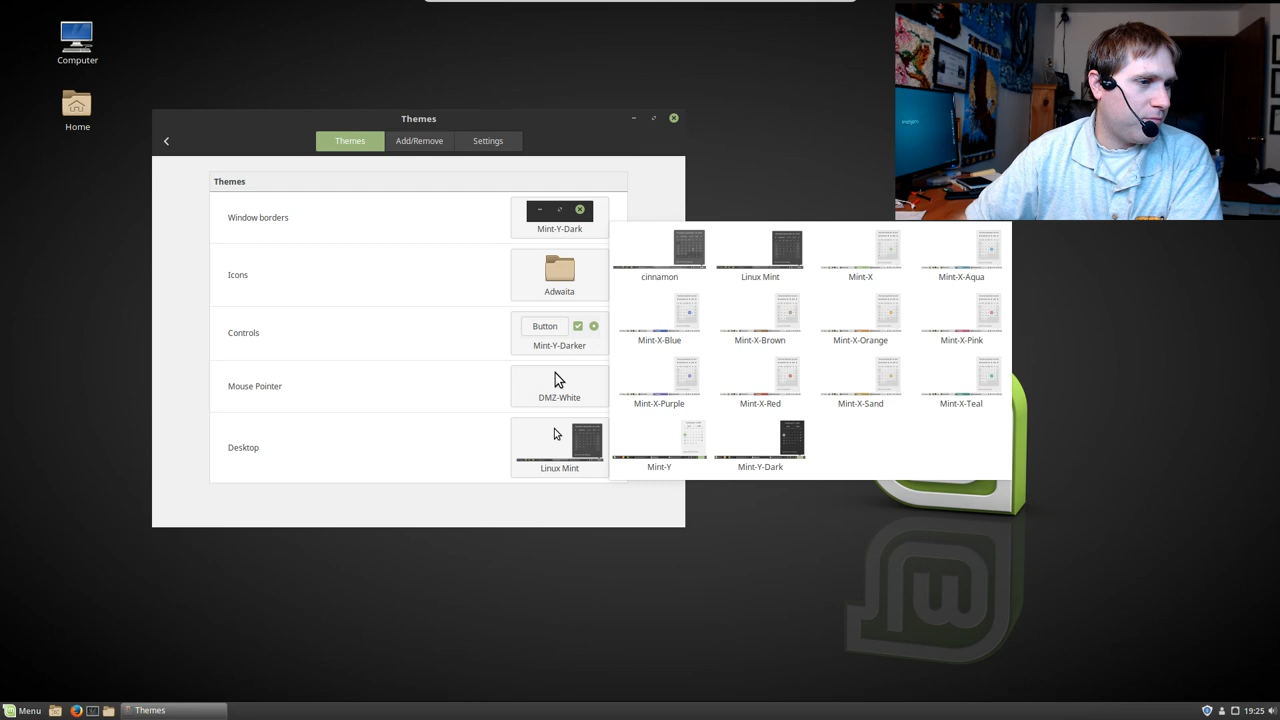 Computer
Home
Themes
Themes
Add/Remove
Settings
Themes
Window borders
Mint-Y-Dark
Icons
Adwaita
Controls
Button
Mint-Y-Darker
Mouse Pointer
DMZ-White
Desktop
Linux Mint
cinnamon
Linux Mint
Mint-X
Mint-X-Aqua
Mint-X-Blue
Mint-X-Brown
Mint-X-Orange
Mint-X-Pink
Mint-X-Purple
Mint-X-Red
Mint-X-Sand
Mint-X-Teal
Mint-Y
Mint-Y-Dark
Menu
Themes
19:25